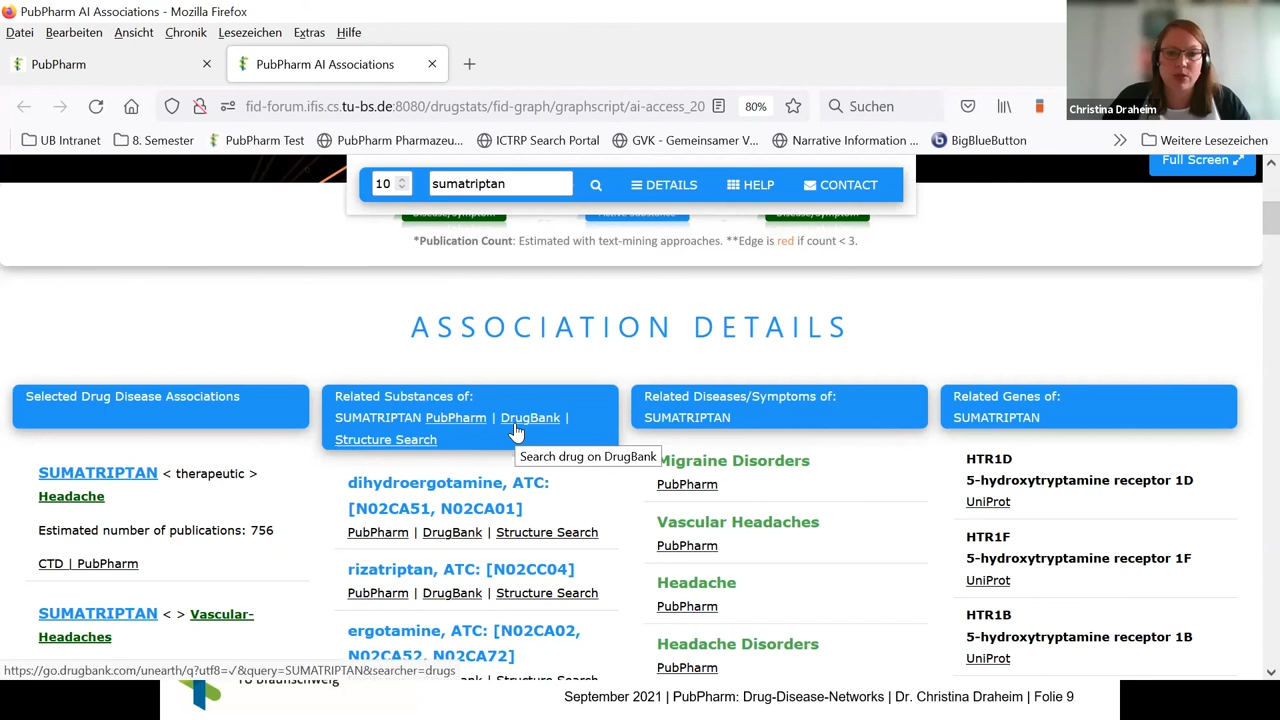 PubPharm AI Associations - Mozilla Firefox
Datei Bearbeiten Ansicht Chronik Lesezeichen Extras Hilfe
PubPharm
PubPharm AI Associations
fid-forum.ifis.cs.tu-bs.de:8080/drugstats/fid-graph/graphscript/ai-access_20
80%
Suchen
Christina Draheim
UB Intranet
8. Semester
PubPharm Test
PubPharm Pharmazeu...
ICTRP Search Portal
GVK - Gemeinsamer V...
Narrative Information ...
BigBlueButton
Weitere Lesezeichen
Full Screen
10
sumatriptan
DETAILS
HELP
CONTACT
Disease/Symptom
Active Substance
Disease/Symptom
*Publication Count: Estimated with text-mining approaches. **Edge is red if count < 3.
ASSOCIATION DETAILS
Selected Drug Disease Associations
SUMATRIPTAN < therapeutic >
Headache
Estimated number of publications: 756
CTD | PubPharm
SUMATRIPTAN < > Vascular-
Headaches
Related Substances of:
SUMATRIPTAN PubPharm | DrugBank |
Structure Search
Search drug on DrugBank
dihydroergotamine, ATC:
[N02CA51, N02CA01]
PubPharm | DrugBank | Structure Search
rizatriptan, ATC: [N02CC04]
PubPharm | DrugBank | Structure Search
ergotamine, ATC: [N02CA02,
N02CA52, N02CA72]
Related Diseases/Symptoms of:
SUMATRIPTAN
Migraine Disorders
PubPharm
Vascular Headaches
PubPharm
Headache
PubPharm
Headache Disorders
PubPharm
Related Genes of:
SUMATRIPTAN
HTR1D
5-hydroxytryptamine receptor 1D
UniProt
HTR1F
5-hydroxytryptamine receptor 1F
UniProt
HTR1B
5-hydroxytryptamine receptor 1B
UniProt
https://go.drugbank.com/unearth/q?utf8=✓&query=SUMATRIPTAN&searcher=drugs
TU Braunschweig
September 2021 | PubPharm: Drug-Disease-Networks | Dr. Christina Draheim | Folie 9